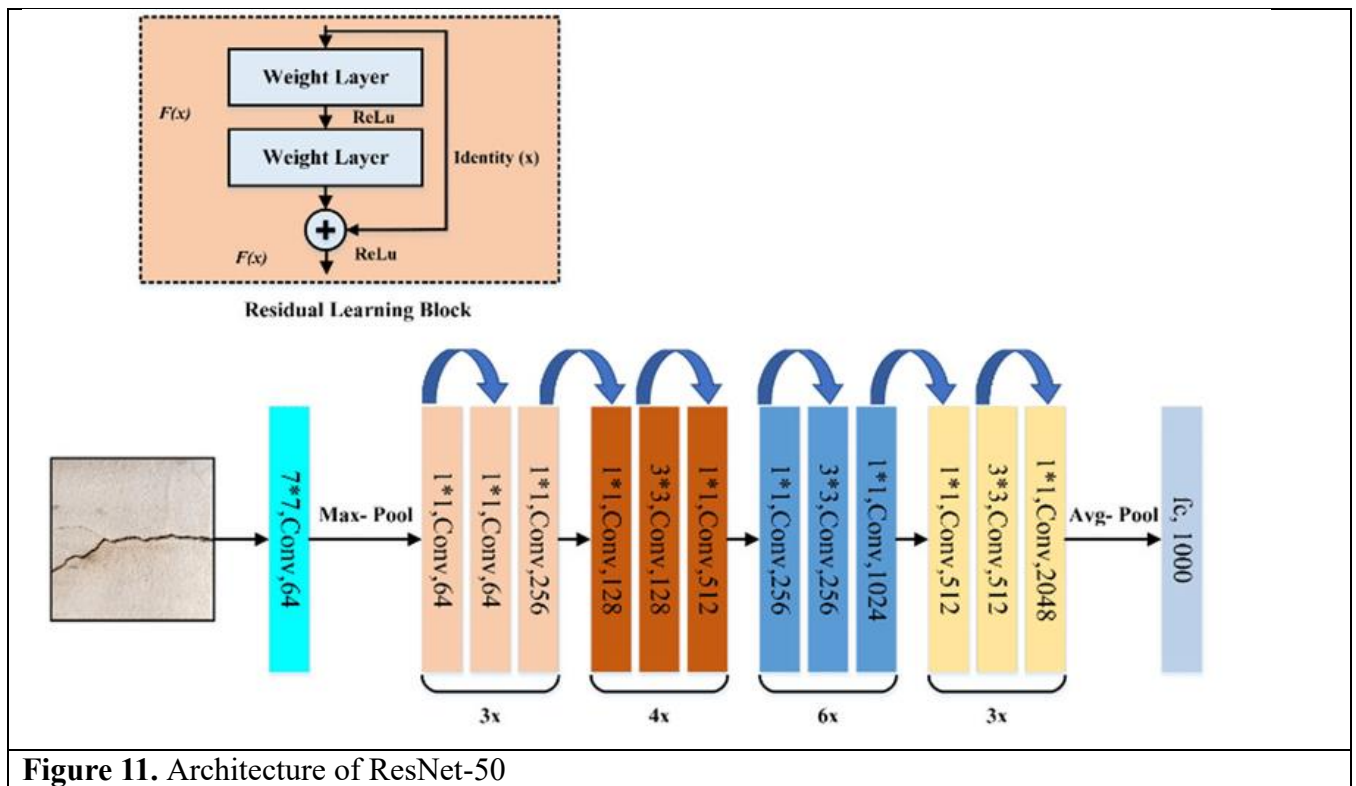 Weight Layer
F(x)
ReLu
Weight Layer
Identity (x)
+
F(x)
ReLu
Residual Learning Block
7*7,Conv,64
Max- Pool
1*1,Conv,64
1*1,Conv,64
1*1,Conv,256
3x
1*1,Conv,128
3*3,Conv,128
1*1,Conv,512
4x
1*1,Conv,256
3*3,Conv,256
1*1,Conv,1024
6x
1*1,Conv,512
3*3,Conv,512
1*1,Conv,2048
3x
Avg- Pool
fc, 1000
Figure 11. Architecture of ResNet-50